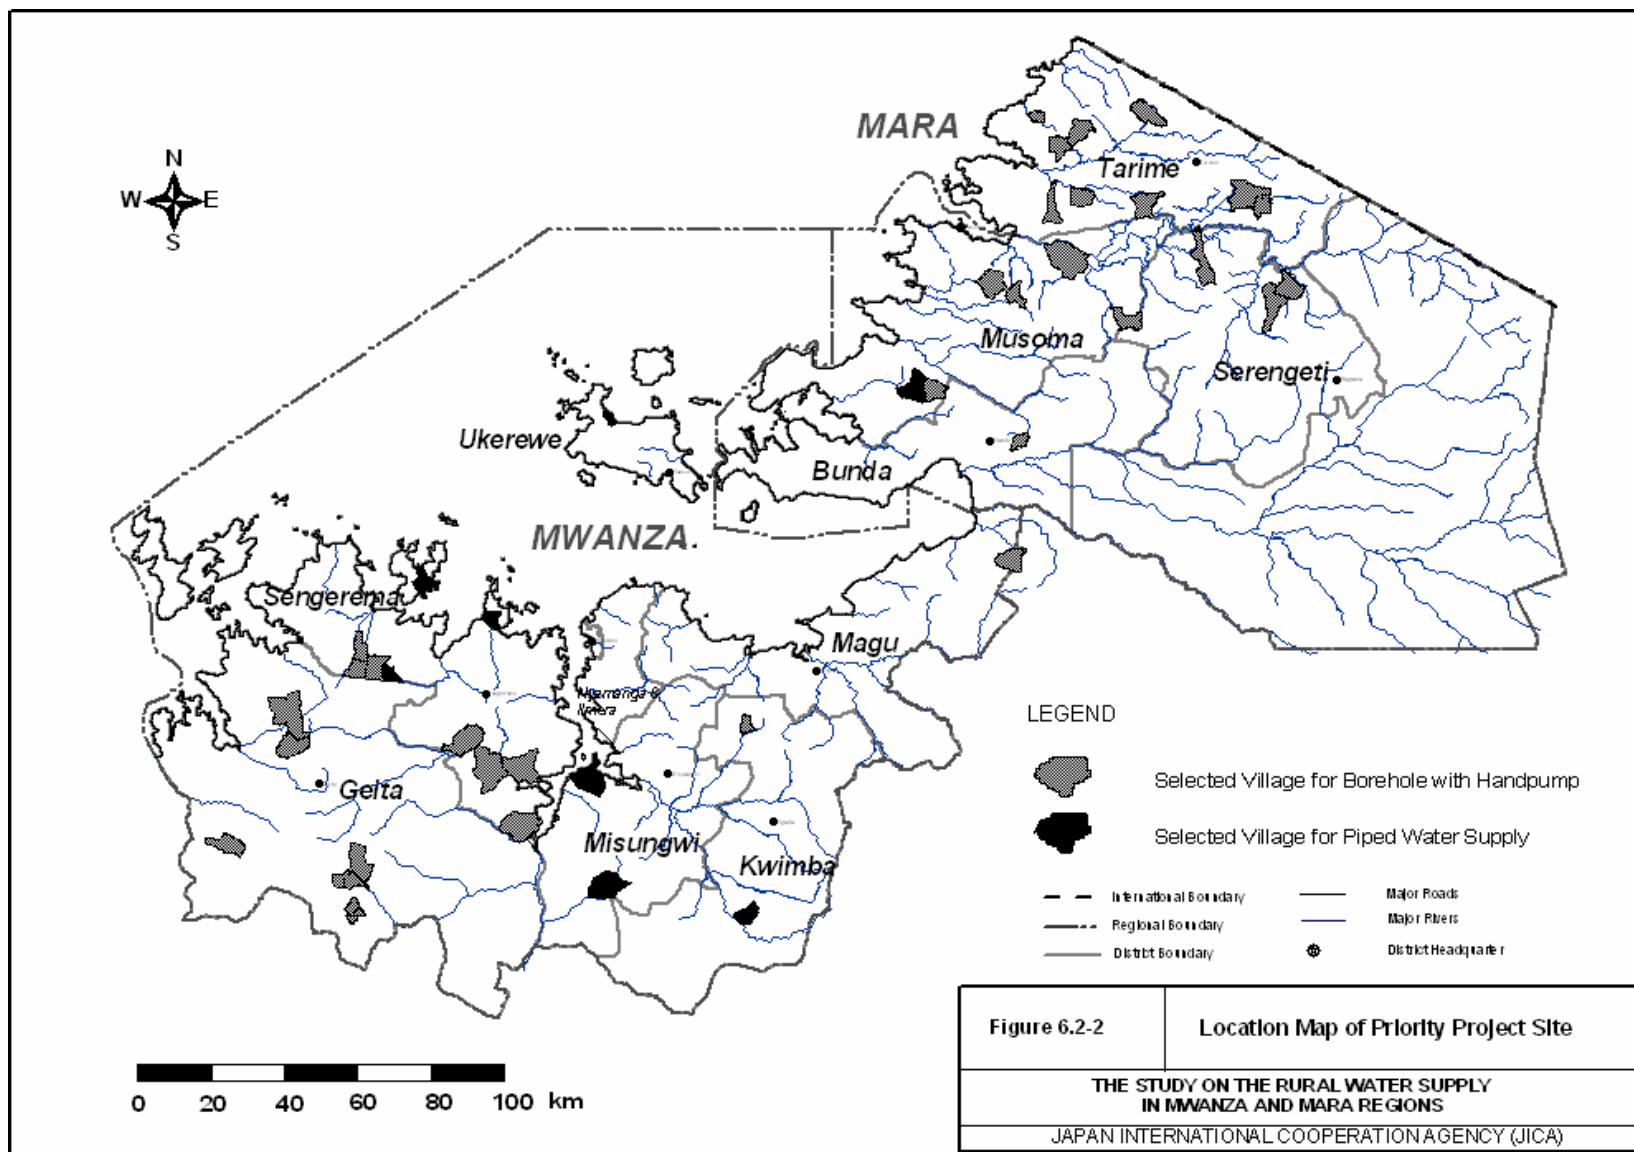 MARA
N
W E
S
Tarime
Musoma
Serengeti
Ukerewe
Bunda
MWANZA
Sengerema
Magu
Nyamanga &
Ilmera
Geita
Misungwi
Kwimba
LEGEND
Selected Village for Borehole with Handpump
Selected Village for Piped Water Supply
International Boundary
Major Roads
Regional Boundary
Major Rivers
District Boundary
District Headquarter
0 20 40 60 80 100 km
Figure 6.2-2
Location Map of Priority Project Site
THE STUDY ON THE RURAL WATER SUPPLY
IN MWANZA AND MARA REGIONS
JAPAN INTERNATIONAL COOPERATION AGENCY (JICA)